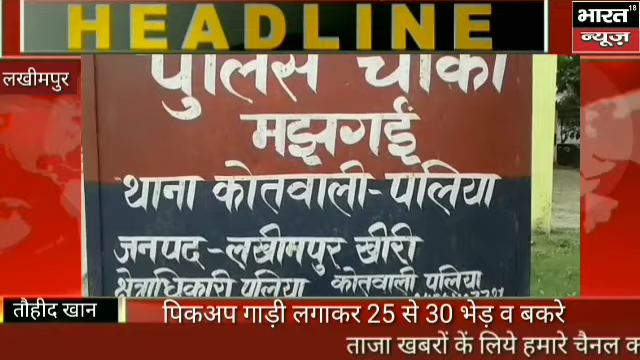 HEADLINE
भारत 18
न्यूज़
लखीमपुर
पुलिस चौकी
मझगई
थाना कोतवाली-पलिया
जनपद-लखीमपुर खीरी
क्षेत्राधिकारी पलिया कोतवाली पलिया
तौहीद खान
पिकअप गाड़ी लगाकर 25 से 30 भेड़ व बकरे
ताजा खबरों के लिये हमारे चैनल क